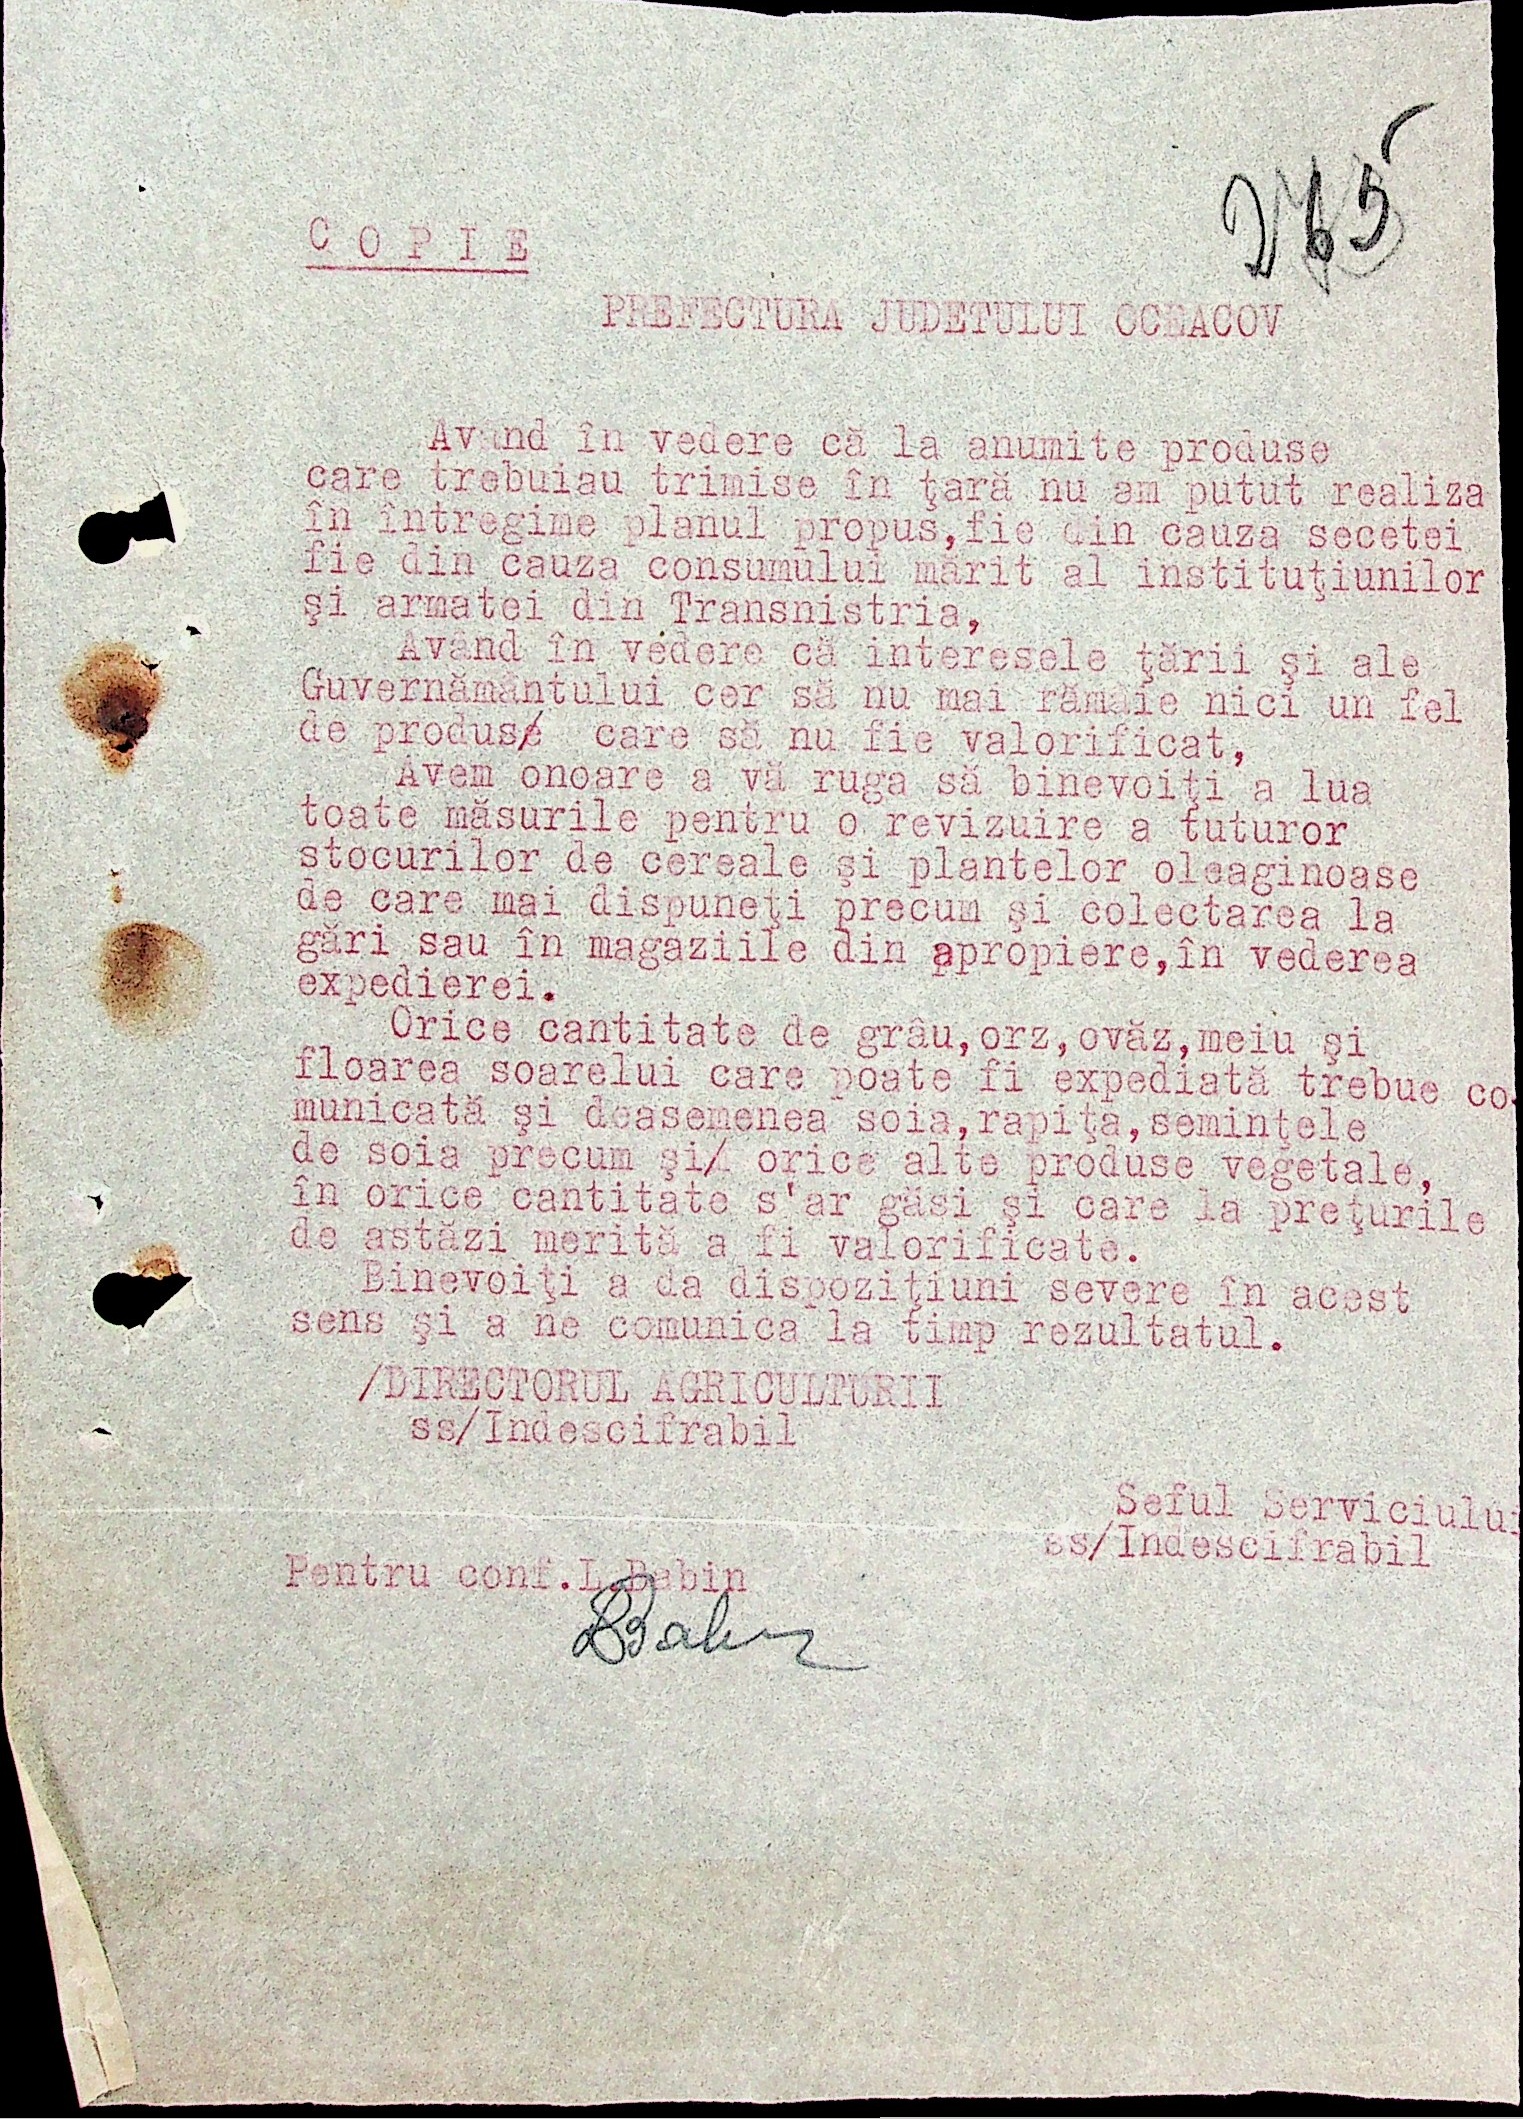 C O P I E
PREFECTURA JUDETULUI OCEACOV
Având în vedere că la anumite produse
care trebuiau trimise în ţară nu am putut realiza
în întregime planul propus,fie din cauza secetei
fie din cauza consumului mărit al instituţiunilor
şi armatei din Transnistria,
Având în vedere că interesele ţării şi ale
Guvernământului cer să nu mai rămâie nici un fel
de produs care să nu fie valorificat,
Avem onoare a vă ruga să binevoiţi a lua
toate măsurile pentru o revizuire a tuturor
stocurilor de cereale şi plantelor oleaginoase
de care mai dispuneţi precum şi colectarea la
gări sau în magaziile din apropiere,în vederea
expedierei.
Orice cantitate de grâu,orz,ovăz,meiu şi
floarea soarelui care poate fi expediată trebue co-
municată şi deasemenea soia,rapiţa,seminţele
de soia precum şi/ orice alte produse vegetale,
în orice cantitate s'ar găsi şi care la preţurile
de astăzi merită a fi valorificate.
Binevoiţi a da dispoziţiuni severe în acest
sens şi a ne comunica la timp rezultatul.
/DIRECTORUL AGRICULTURII
ss/Indescifrabil
Seful Serviciului
ss/Indescifrabil
Pentru conf.L.Babin
LBabin